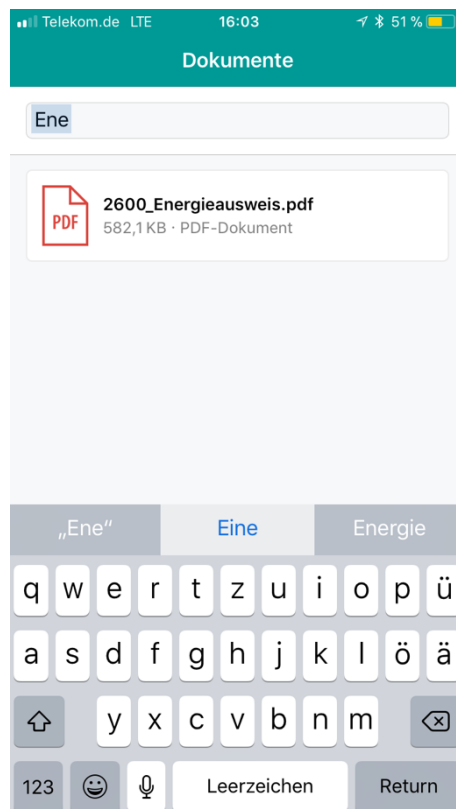 Telekom.de LTE 16:03 51 %
Dokumente
Ene
PDF
2600_Energieausweis.pdf
582,1 KB · PDF-Dokument
„Ene“ Eine Energie
q w e r t z u i o p ü
a s d f g h j k l ö ä
y x c v b n m
123 Leerzeichen Return